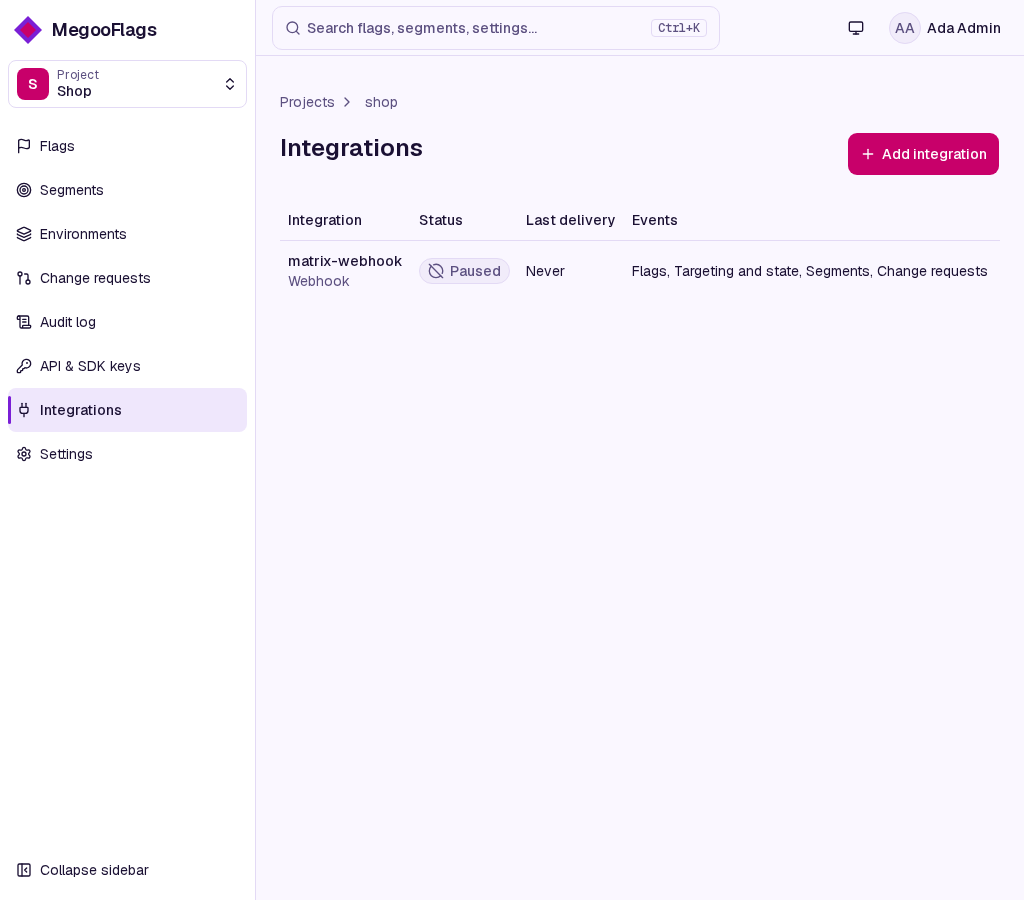 MegooFlags
Search flags, segments, settings...
Ctrl+K
AA
Ada Admin
S
Project
Shop
Flags
Segments
Environments
Change requests
Audit log
API & SDK keys
Integrations
Settings
Collapse sidebar
Projects
shop
Integrations
Add integration
Integration
Status
Last delivery
Events
matrix-webhook
Webhook
Paused
Never
Flags, Targeting and state, Segments, Change requests